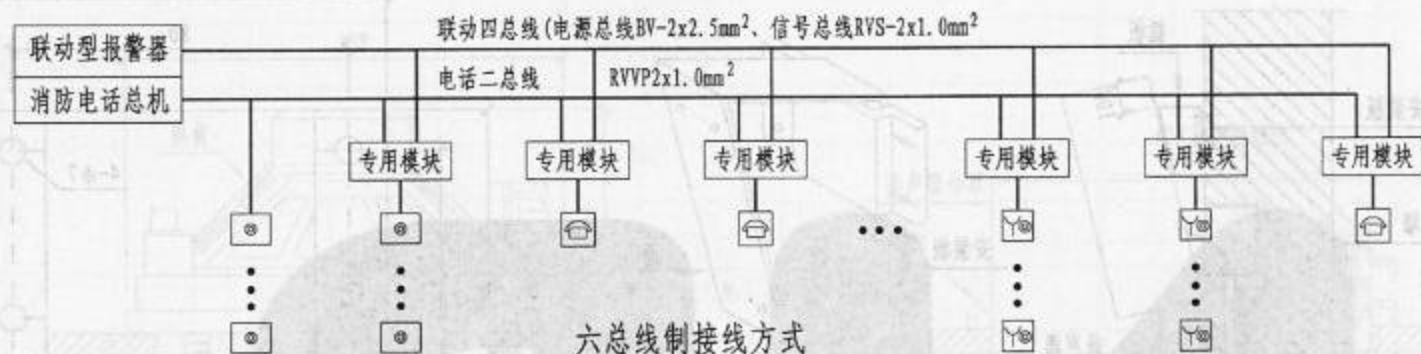 联动型报警器
消防电话总机
联动四总线(电源总线BV-2x2.5mm²、信号总线RVS-2x1.0mm²
电话二总线 RVVP2x1.0mm²
专用模块 专用模块 专用模块 专用模块 专用模块 专用模块
4-φ7
六总线制接线方式